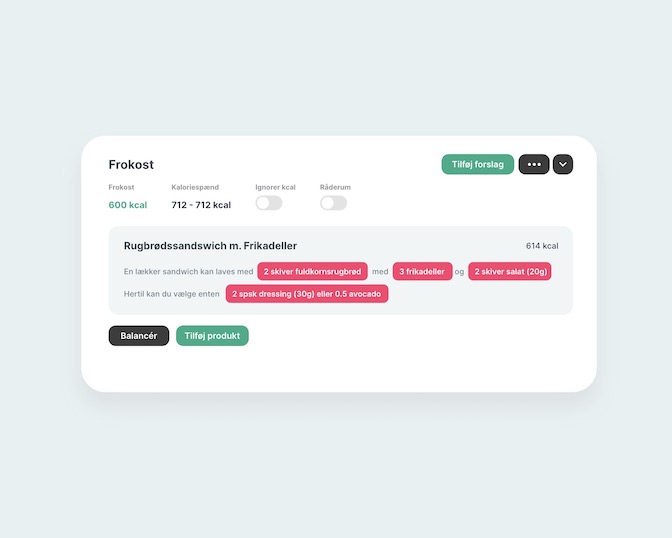 Frokost
Tilføj forslag
Frokost Kaloriespænd Ignorer kcal Råderum
600 kcal 712 - 712 kcal
Rugbrødssandswich m. Frikadeller 614 kcal
En lækker sandwich kan laves med 2 skiver fuldkornsrugbrød med 3 frikadeller og 2 skiver salat (20g)
Hertil kan du vælge enten 2 spsk dressing (30g) eller 0.5 avocado
Balancér Tilføj produkt